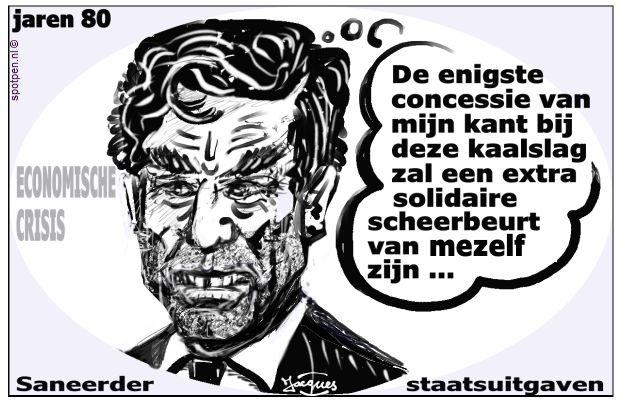 jaren 80
spotpen.nl ©
De enigste
concessie van
mijn kant bij
deze kaalslag
zal een extra
solidaire
scheerbeurt
van mezelf
zijn ...
ECONOMISCHE
CRISIS
Saneerder
Jacques
staatsuitgaven